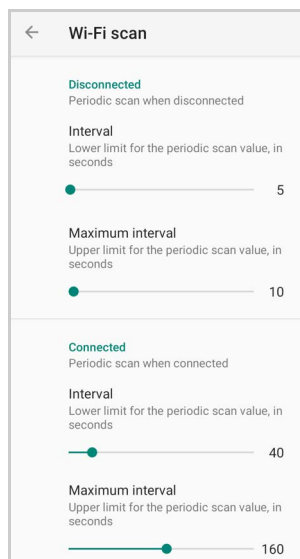 Wi-Fi scan
Disconnected
Periodic scan when disconnected
Interval
Lower limit for the periodic scan value, in
seconds
5
Maximum interval
Upper limit for the periodic scan value, in
seconds
10
Connected
Periodic scan when connected
Interval
Lower limit for the periodic scan value, in
seconds
40
Maximum interval
Upper limit for the periodic scan value, in
seconds
160